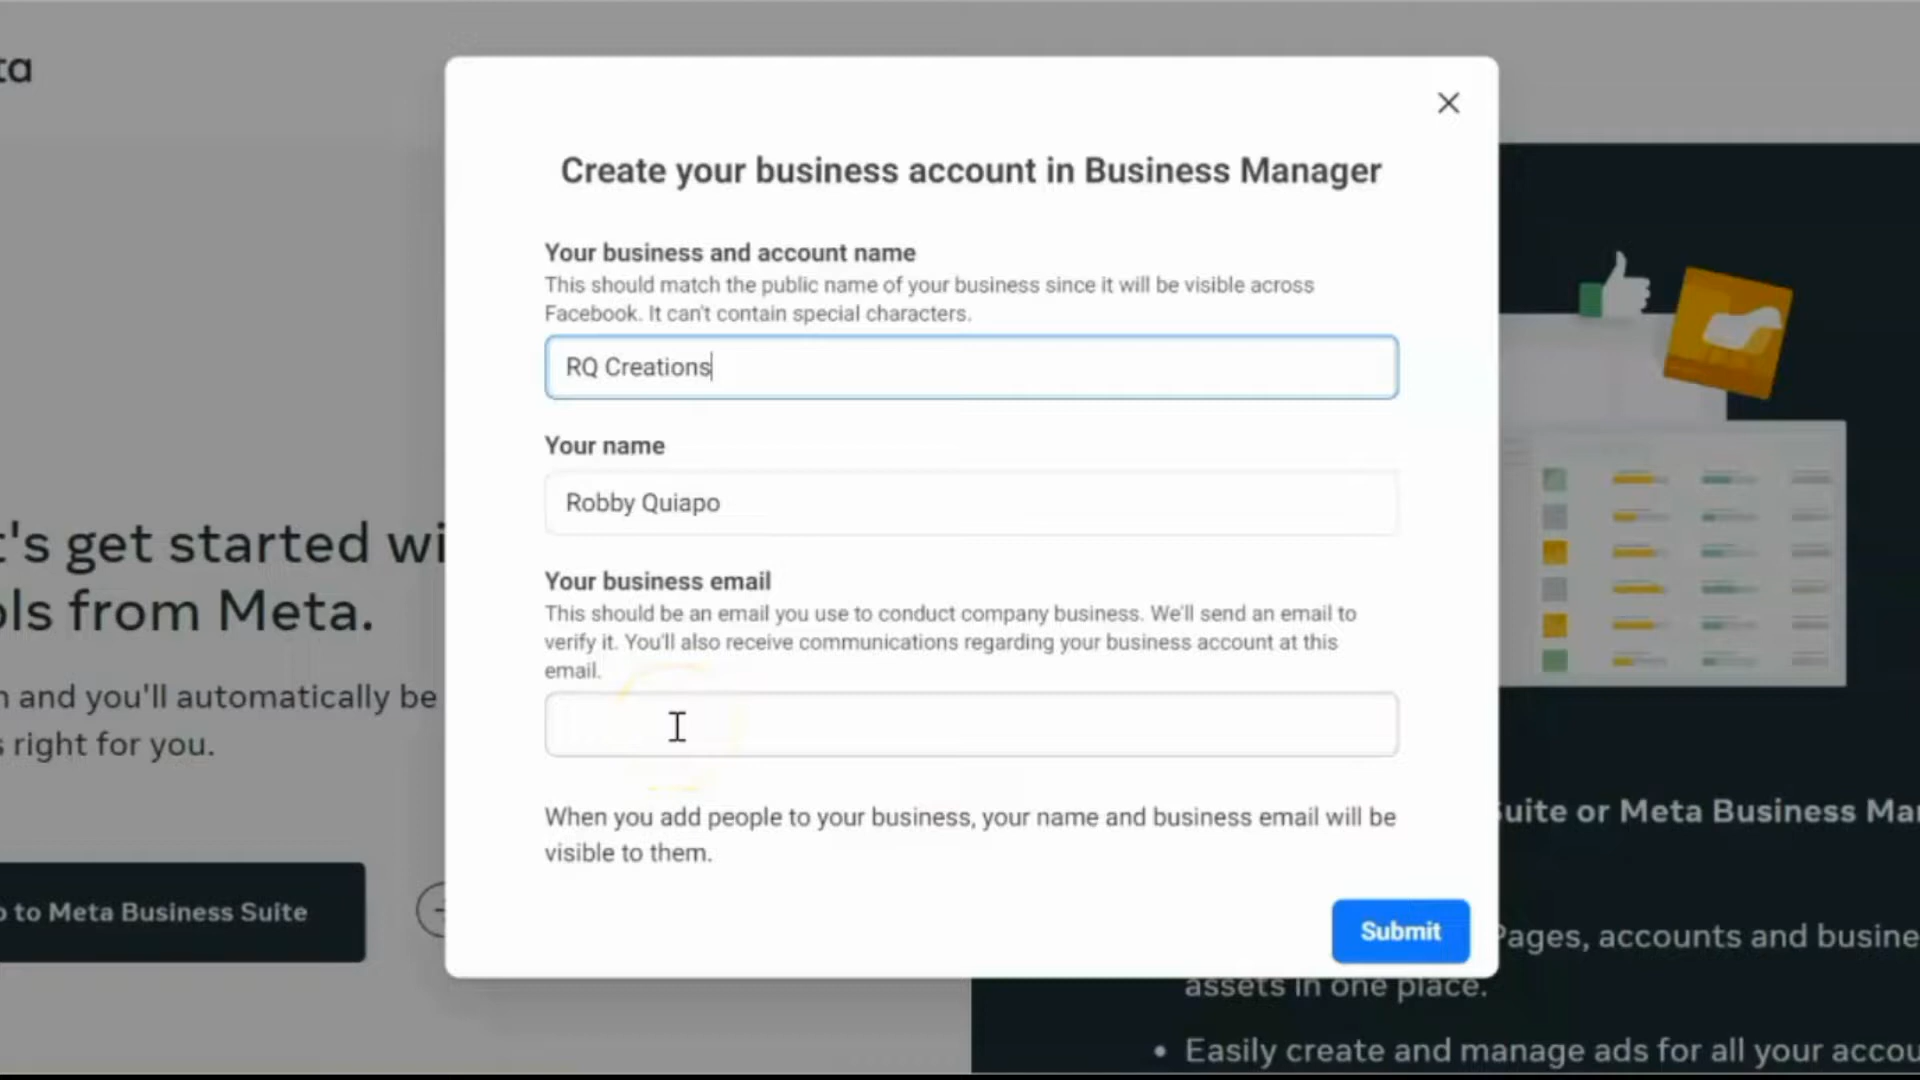 ta
Create your business account in Business Manager
Your business and account name
This should match the public name of your business since it will be visible across
Facebook. It can't contain special characters.
RQ Creations
Your name
Robby Quiapo
Your business email
This should be an email you use to conduct company business. We'll send an email to
verify it. You'll also receive communications regarding your business account at this
email.
When you add people to your business, your name and business email will be
visible to them.
Submit
t's get started wi
ols from Meta.
n and you'll automatically be
s right for you.
o to Meta Business Suite
Suite or Meta Business Mar
Pages, accounts and busine
assets in one place.
• Easily create and manage ads for all your accou